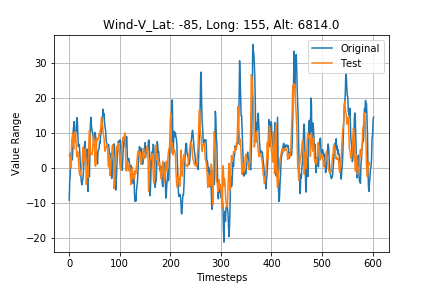 Wind-V_Lat: -85, Long: 155, Alt: 6814.0
Original
Test
Value Range
30
20
10
0
−10
−20
0 100 200 300 400 500 600
Timesteps